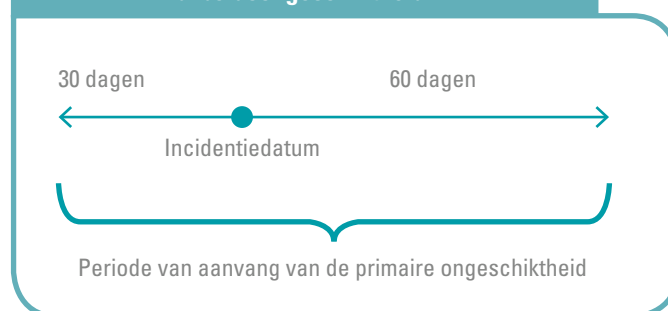 30 dagen 60 dagen
Incidentiedatum
Periode van aanvang van de primaire ongeschiktheid